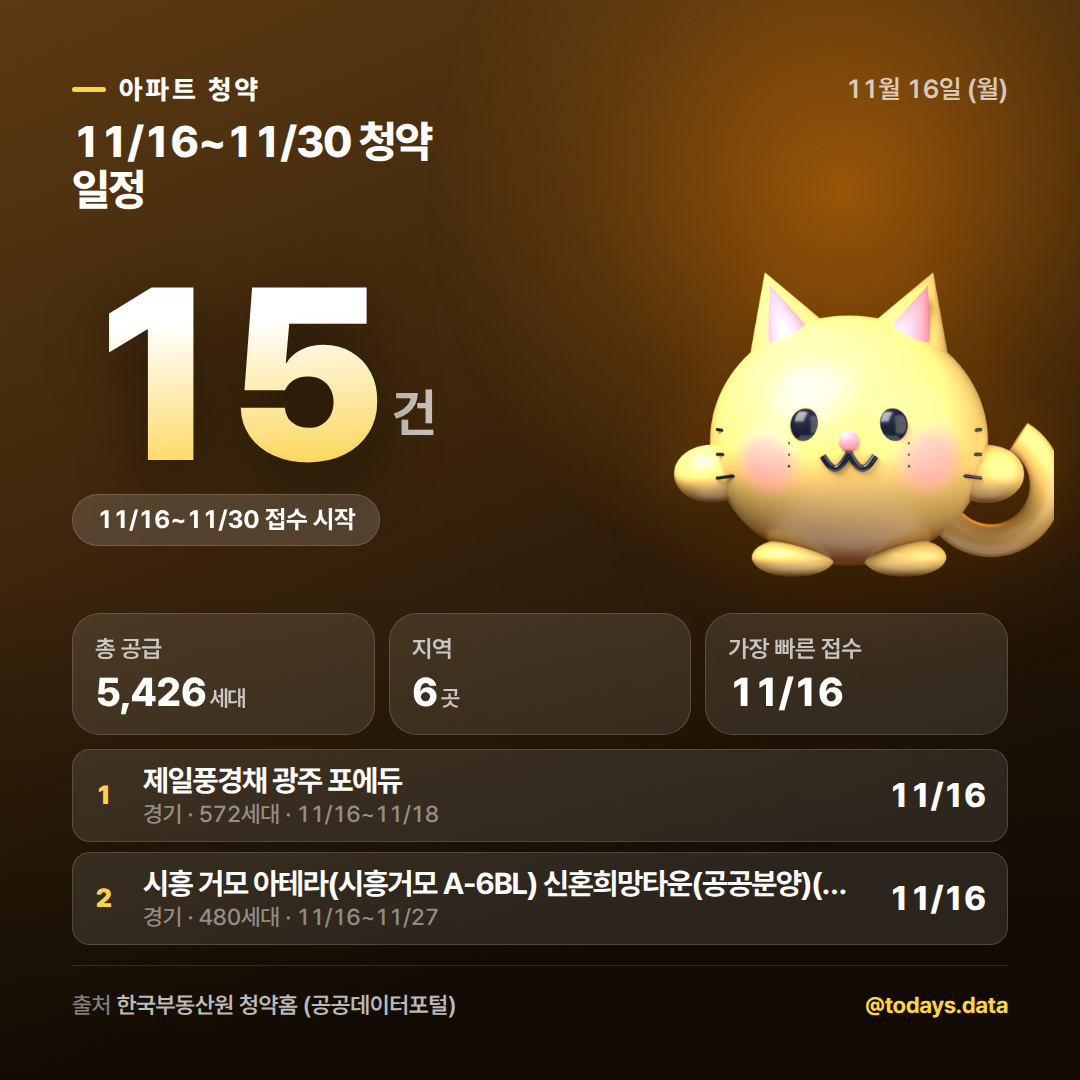 아파트 청약
11월 16일 (월)
11/16~11/30 청약
일정
15건
11/16~11/30 접수 시작
총 공급
5,426세대
지역
6곳
가장 빠른 접수
11/16
1
제일풍경채 광주 포에듀
경기 · 572세대 · 11/16~11/18
11/16
2
시흥 거모 아테라(시흥거모 A-6BL) 신혼희망타운(공공분양)(...
경기 · 480세대 · 11/16~11/27
11/16
출처 한국부동산원 청약홈 (공공데이터포털)
@todays.data